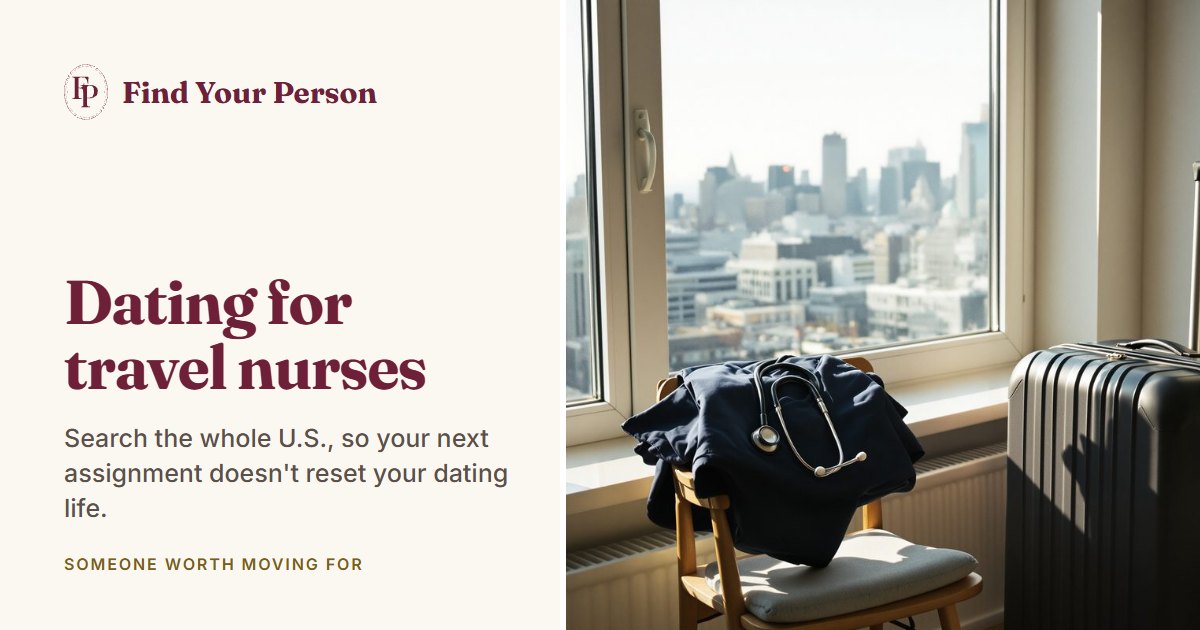 FP
Find Your Person
Dating for
travel nurses
Search the whole U.S., so your next
assignment doesn't reset your dating
life.
SOMEONE WORTH MOVING FOR